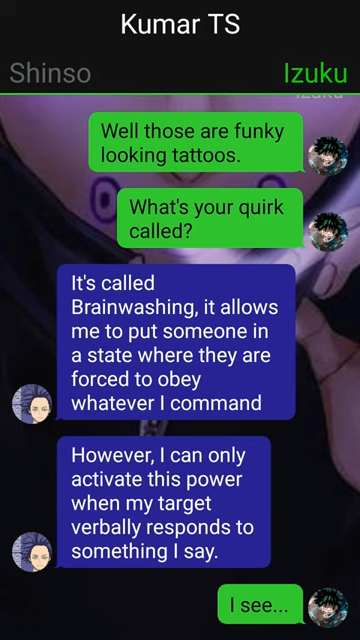 Kumar TS
Shinso
Izuku
Izuku
Well those are funky
looking tattoos.
What's your quirk
called?
It's called
Brainwashing, it allows
me to put someone in
a state where they are
forced to obey
whatever I command
However, I can only
activate this power
when my target
verbally responds to
something I say.
I see...